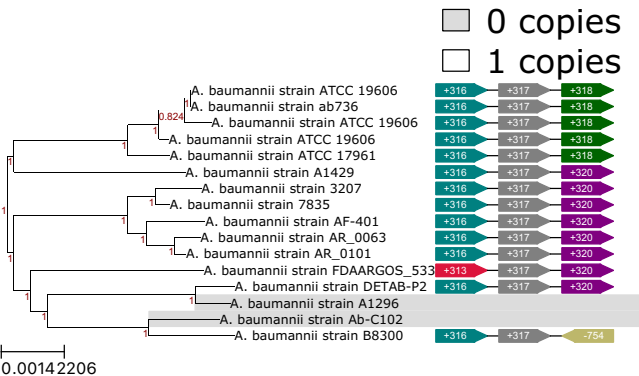 0 copies
1 copies
A. baumannii strain ATCC 19606 +316 +317 +318
1
A. baumannii strain ab736 +316 +317 +318
0.824
A. baumannii strain ATCC 19606 +316 +317 +318
1
A. baumannii strain ATCC 19606 +316 +317 +318
1
A. baumannii strain ATCC 17961 +316 +317 +318
1
A. baumannii strain A1429 +316 +317 +320
A. baumannii strain 3207 +316 +317 +320
1
A. baumannii strain 7835 +316 +317 +320
1
1
A. baumannii strain AF-401 +316 +317 +320
A. baumannii strain AR_0063 +316 +317 +320
1
1
A. baumannii strain AR_0101 +316 +317 +320
A. baumannii strain FDAARGOS_533 +313 +317 +320
1
A. baumannii strain DETAB-P2 +316 +317 +320
1
A. baumannii strain A1296
1
A. baumannii strain Ab-C102
1
A. baumannii strain B8300 +316 +317 -754
0.00142206